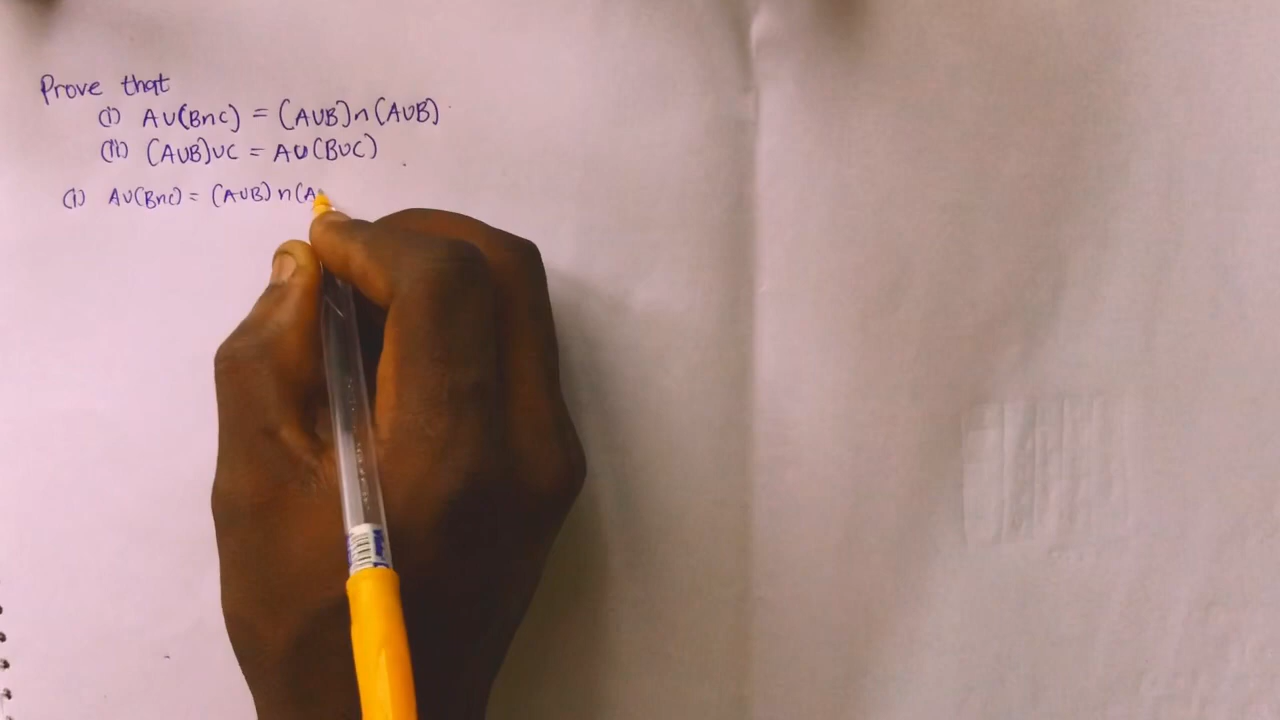 Prove that
(i) A∪(B∩C) = (A∪B)∩(A∪B)
(ii) (A∪B)∪C = A∪(B∪C)
(i) A∪(B∩C) = (A∪B)∩(A